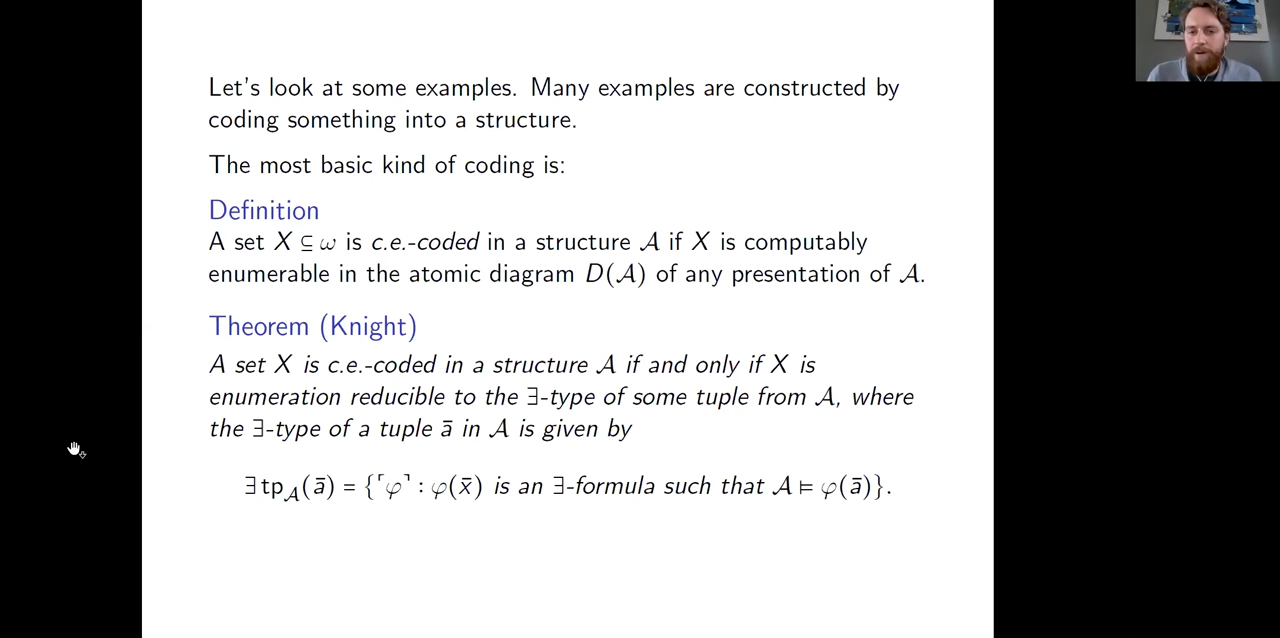 Let's look at some examples. Many examples are constructed by
coding something into a structure.
The most basic kind of coding is:
Definition
A set X ⊆ ω is c.e.-coded in a structure 𝒜 if X is computably
enumerable in the atomic diagram D(𝒜) of any presentation of 𝒜.
Theorem (Knight)
A set X is c.e.-coded in a structure 𝒜 if and only if X is
enumeration reducible to the ∃-type of some tuple from 𝒜, where
the ∃-type of a tuple ā in 𝒜 is given by
∃tp_𝒜(ā) = {⌜φ⌝ : φ(x̄) is an ∃-formula such that 𝒜 ⊨ φ(ā)}.